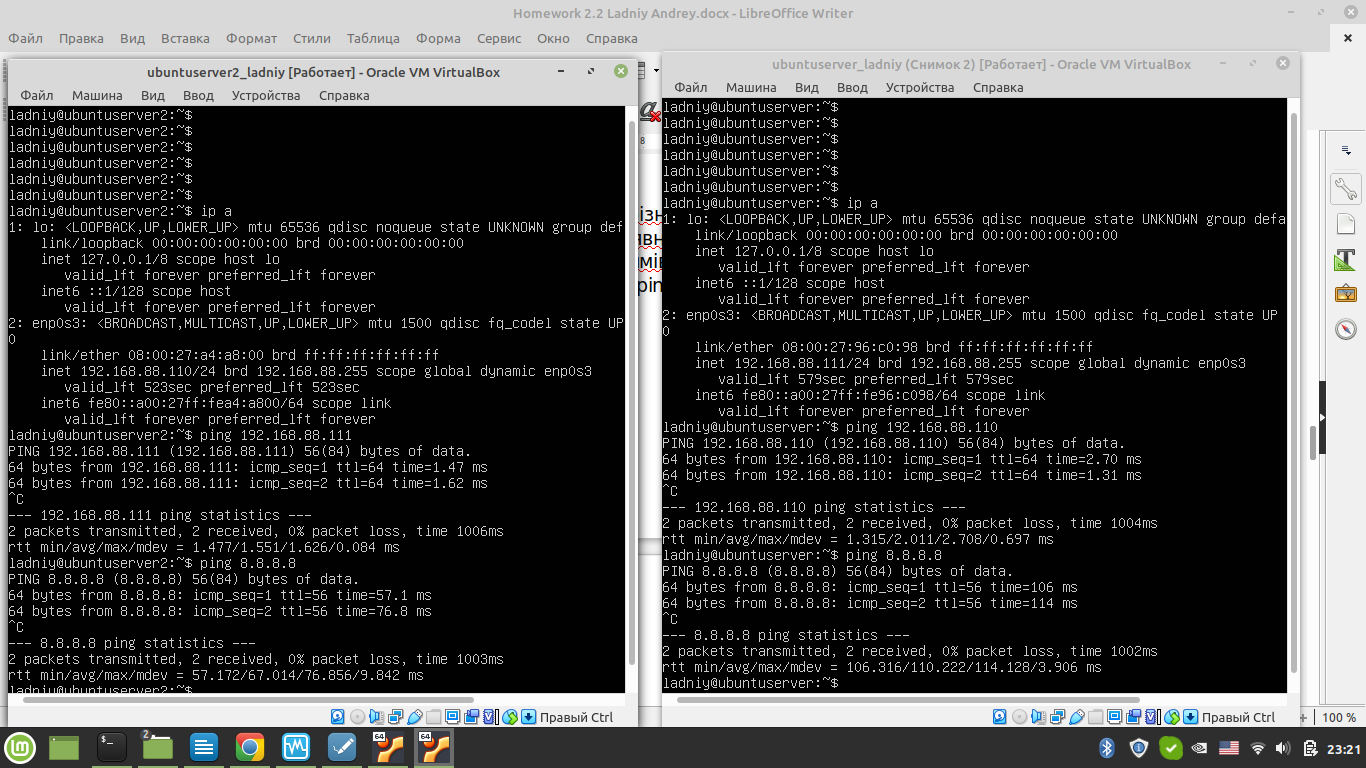 Homework 2.2 Ladniy Andrey.docx - LibreOffice Writer
Файл Правка Вид Вставка Формат Стили Таблица Форма Сервис Окно Справка
ubuntuserver2_ladniy [Работает] - Oracle VM VirtualBox
Файл Машина Вид Ввод Устройства Справка
ladniy@ubuntuserver2:~$
ladniy@ubuntuserver2:~$
ladniy@ubuntuserver2:~$
ladniy@ubuntuserver2:~$
ladniy@ubuntuserver2:~$
ladniy@ubuntuserver2:~$
ladniy@ubuntuserver2:~$ ip a
1: lo: <LOOPBACK,UP,LOWER_UP> mtu 65536 qdisc noqueue state UNKNOWN group def
link/loopback 00:00:00:00:00:00 brd 00:00:00:00:00:00
inet 127.0.0.1/8 scope host lo
valid_lft forever preferred_lft forever
inet6 ::1/128 scope host
valid_lft forever preferred_lft forever
2: enp0s3: <BROADCAST,MULTICAST,UP,LOWER_UP> mtu 1500 qdisc fq_codel state UP
0
link/ether 08:00:27:a4:a8:00 brd ff:ff:ff:ff:ff:ff
inet 192.168.88.110/24 brd 192.168.88.255 scope global dynamic enp0s3
valid_lft 523sec preferred_lft 523sec
inet6 fe80::a00:27ff:fea4:a800/64 scope link
valid_lft forever preferred_lft forever
ladniy@ubuntuserver2:~$ ping 192.168.88.111
PING 192.168.88.111 (192.168.88.111) 56(84) bytes of data.
64 bytes from 192.168.88.111: icmp_seq=1 ttl=64 time=1.47 ms
64 bytes from 192.168.88.111: icmp_seq=2 ttl=64 time=1.62 ms
^C
--- 192.168.88.111 ping statistics ---
2 packets transmitted, 2 received, 0% packet loss, time 1006ms
rtt min/avg/max/mdev = 1.477/1.551/1.626/0.084 ms
ladniy@ubuntuserver2:~$ ping 8.8.8.8
PING 8.8.8.8 (8.8.8.8) 56(84) bytes of data.
64 bytes from 8.8.8.8: icmp_seq=1 ttl=56 time=57.1 ms
64 bytes from 8.8.8.8: icmp_seq=2 ttl=56 time=76.8 ms
^C
--- 8.8.8.8 ping statistics ---
2 packets transmitted, 2 received, 0% packet loss, time 1003ms
rtt min/avg/max/mdev = 57.172/67.014/76.856/9.842 ms
ladniy@ubuntuserver2:~$
Правый Ctrl
8
ubuntuserver_ladniy (Снимок 2) [Работает] - Oracle VM VirtualBox
Файл Машина Вид Ввод Устройства Справка
ladniy@ubuntuserver:~$
ladniy@ubuntuserver:~$
ladniy@ubuntuserver:~$
ladniy@ubuntuserver:~$
ladniy@ubuntuserver:~$
ladniy@ubuntuserver:~$
ladniy@ubuntuserver:~$ ip a
1: lo: <LOOPBACK,UP,LOWER_UP> mtu 65536 qdisc noqueue state UNKNOWN group defa
link/loopback 00:00:00:00:00:00 brd 00:00:00:00:00:00
inet 127.0.0.1/8 scope host lo
valid_lft forever preferred_lft forever
inet6 ::1/128 scope host
valid_lft forever preferred_lft forever
2: enp0s3: <BROADCAST,MULTICAST,UP,LOWER_UP> mtu 1500 qdisc fq_codel state UP
0
link/ether 08:00:27:96:c0:98 brd ff:ff:ff:ff:ff:ff
inet 192.168.88.111/24 brd 192.168.88.255 scope global dynamic enp0s3
valid_lft 579sec preferred_lft 579sec
inet6 fe80::a00:27ff:fe96:c098/64 scope link
valid_lft forever preferred_lft forever
ladniy@ubuntuserver:~$ ping 192.168.88.110
PING 192.168.88.110 (192.168.88.110) 56(84) bytes of data.
64 bytes from 192.168.88.110: icmp_seq=1 ttl=64 time=2.70 ms
64 bytes from 192.168.88.110: icmp_seq=2 ttl=64 time=1.31 ms
^C
--- 192.168.88.110 ping statistics ---
2 packets transmitted, 2 received, 0% packet loss, time 1004ms
rtt min/avg/max/mdev = 1.315/2.011/2.708/0.697 ms
ladniy@ubuntuserver:~$ ping 8.8.8.8
PING 8.8.8.8 (8.8.8.8) 56(84) bytes of data.
64 bytes from 8.8.8.8: icmp_seq=1 ttl=56 time=106 ms
64 bytes from 8.8.8.8: icmp_seq=2 ttl=56 time=114 ms
^C
--- 8.8.8.8 ping statistics ---
2 packets transmitted, 2 received, 0% packet loss, time 1002ms
rtt min/avg/max/mdev = 106.316/110.222/114.128/3.906 ms
ladniy@ubuntuserver:~$
Правый Ctrl
100 %
2
64
64
23:21